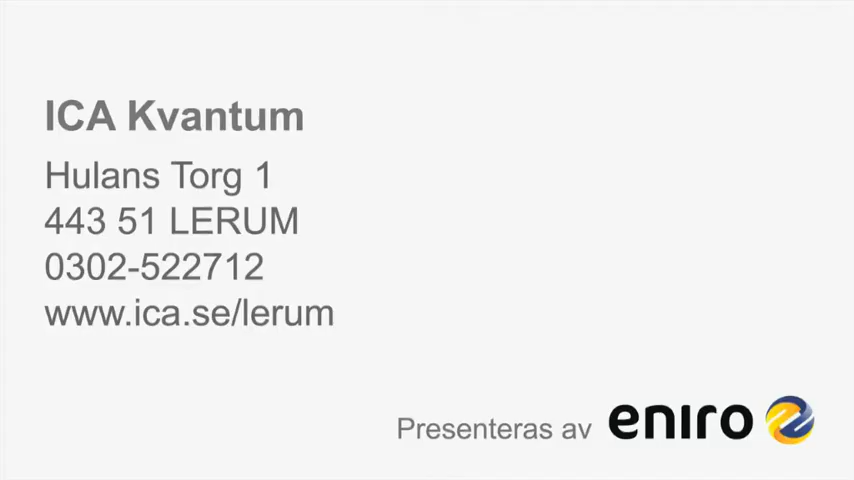 ICA Kvantum
Hulans Torg 1
443 51 LERUM
0302-522712
www.ica.se/lerum
Presenteras av eniro